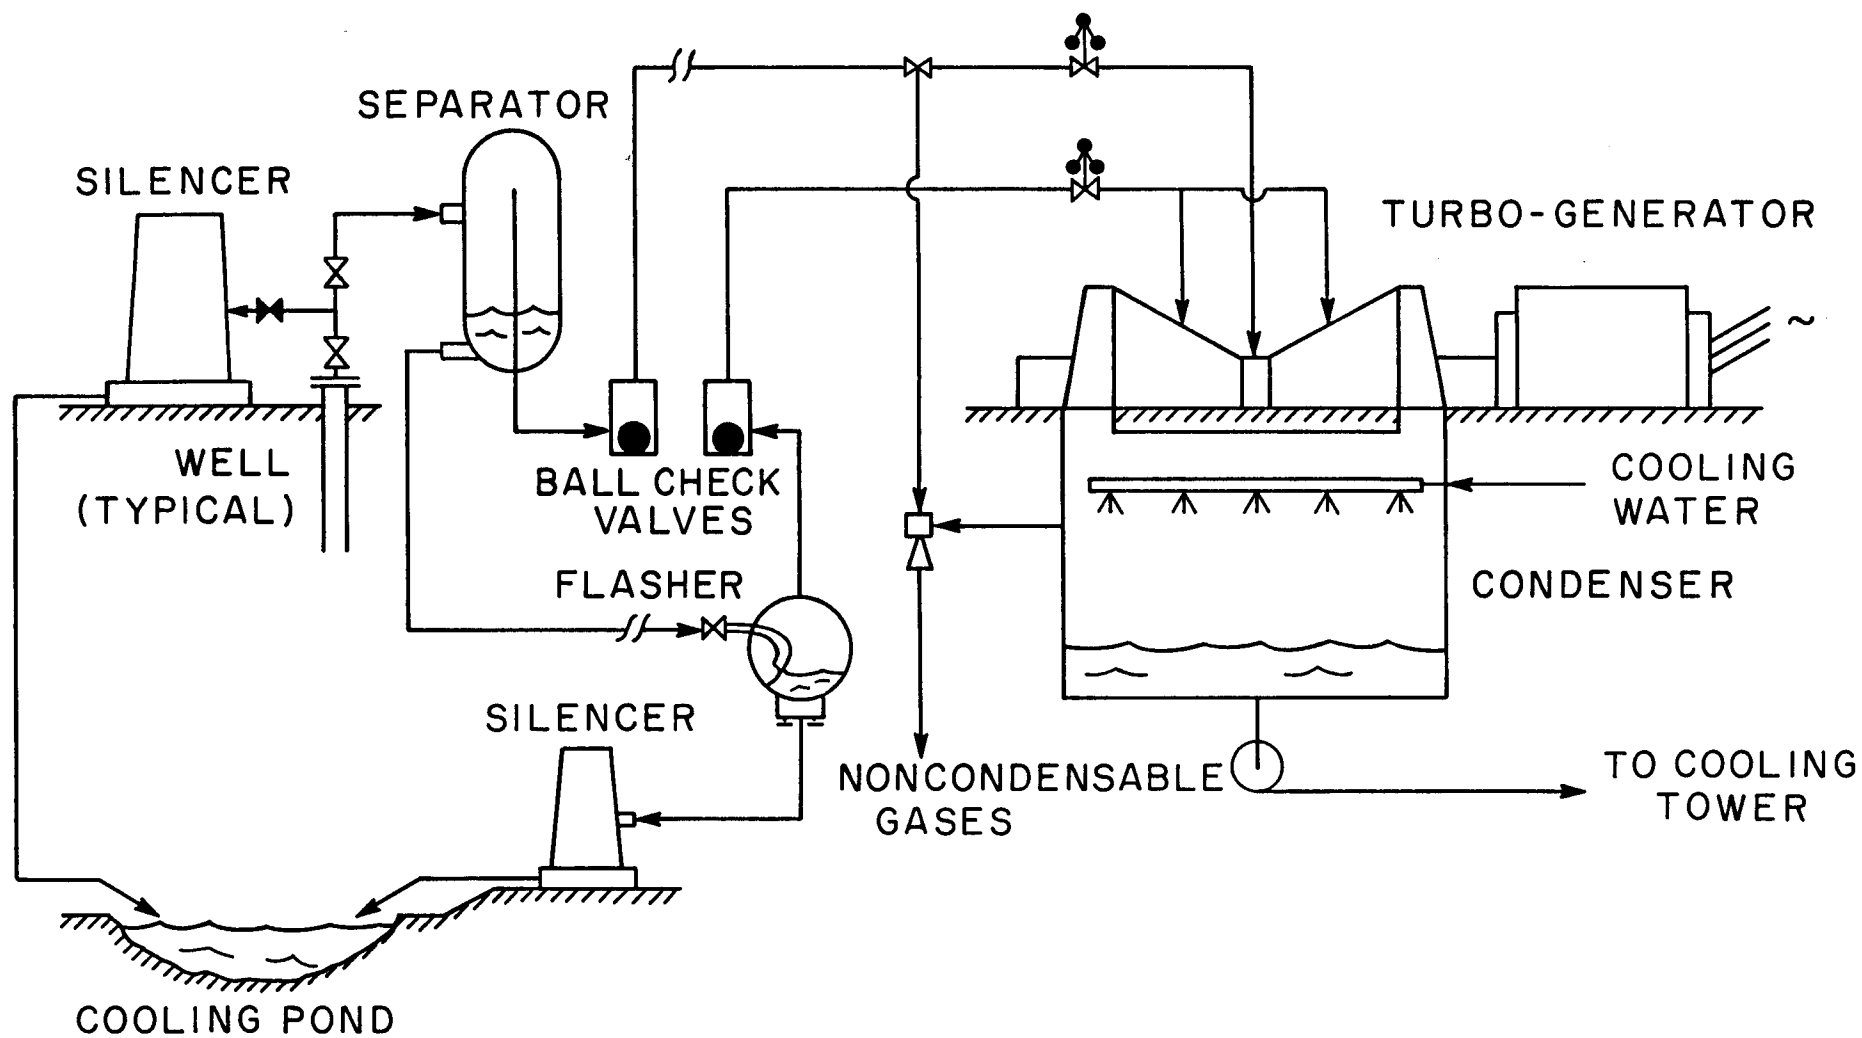 SEPARATOR
SILENCER
TURBO-GENERATOR
~
WELL
(TYPICAL)
BALL CHECK
VALVES
COOLING
WATER
FLASHER
CONDENSER
SILENCER
NONCONDENSABLE
GASES
TO COOLING
TOWER
COOLING POND